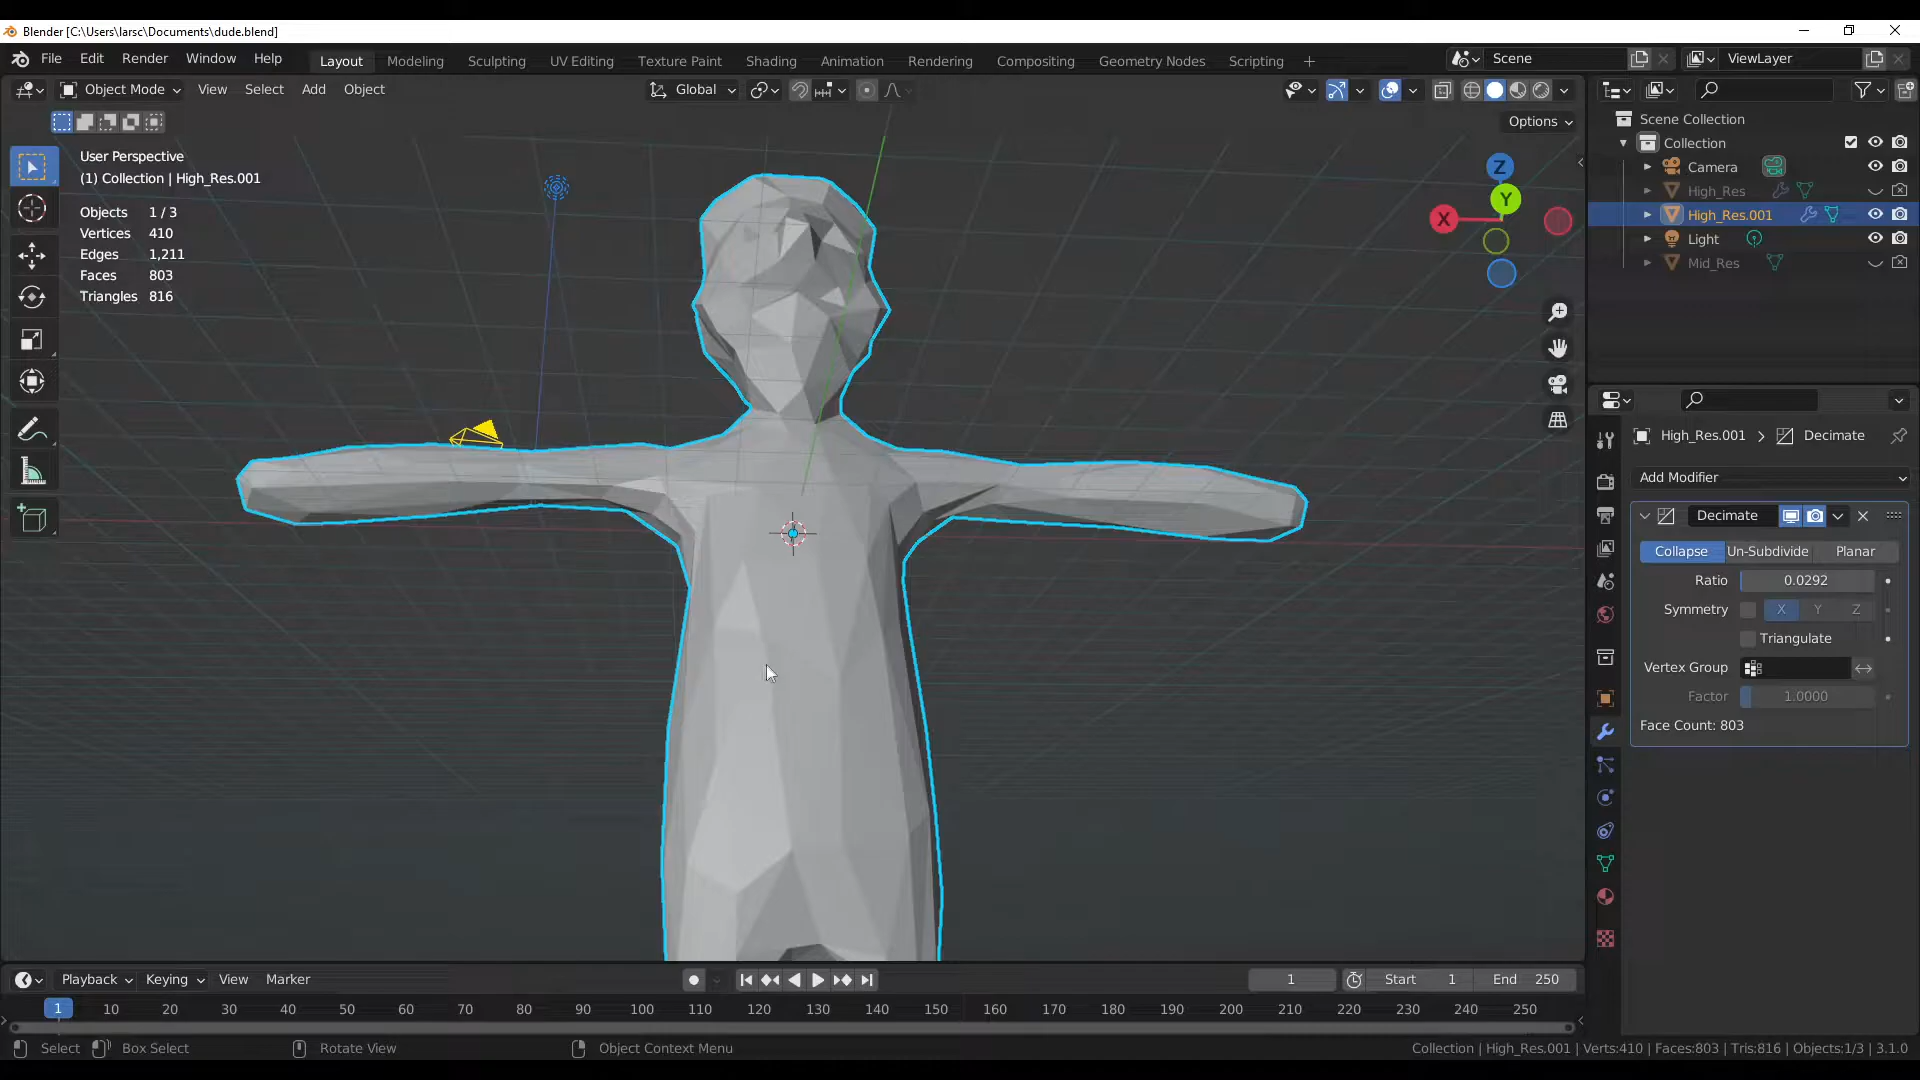 Blender [C:\Users\larsc\Documents\dude.blend]
File Edit Render Window Help Layout Modeling Sculpting UV Editing Texture Paint Shading Animation Rendering Compositing Geometry Nodes Scripting + Scene ViewLayer
Object Mode View Select Add Object Global
Options
User Perspective
(1) Collection | High_Res.001
Objects 1 / 3
Vertices 410
Edges 1,211
Faces 803
Triangles 816
Z
Y
X
Scene Collection
Collection
Camera
High_Res
High_Res.001
Light
Mid_Res
High_Res.001 > Decimate
Add Modifier
Decimate
Collapse Un-Subdivide Planar
Ratio 0.0292
Symmetry X Y Z
Triangulate
Vertex Group
Factor 1.0000
Face Count: 803
Playback Keying View Marker 1 Start 1 End 250
1 10 20 30 40 50 60 70 80 90 100 110 120 130 140 150 160 170 180 190 200 210 220 230 240 250
Select Box Select Rotate View Object Context Menu Collection | High_Res.001 | Verts:410 | Faces:803 | Tris:816 | Objects:1/3 | 3.1.0